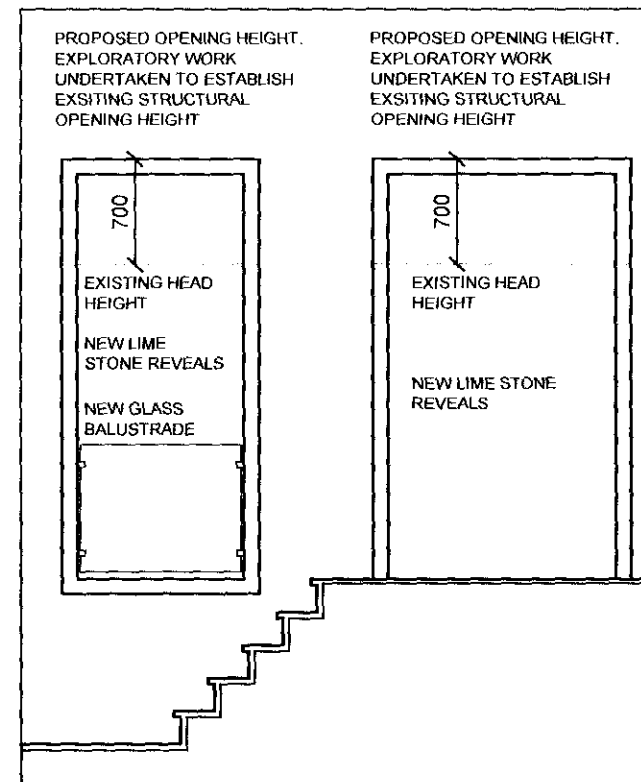 PROPOSED OPENING HEIGHT.
EXPLORATORY WORK
UNDERTAKEN TO ESTABLISH
EXSITING STRUCTURAL
OPENING HEIGHT
700
EXISTING HEAD
HEIGHT
NEW LIME
STONE REVEALS
NEW GLASS
BALUSTRADE
PROPOSED OPENING HEIGHT.
EXPLORATORY WORK
UNDERTAKEN TO ESTABLISH
EXSITING STRUCTURAL
OPENING HEIGHT
700
EXISTING HEAD
HEIGHT
NEW LIME STONE
REVEALS